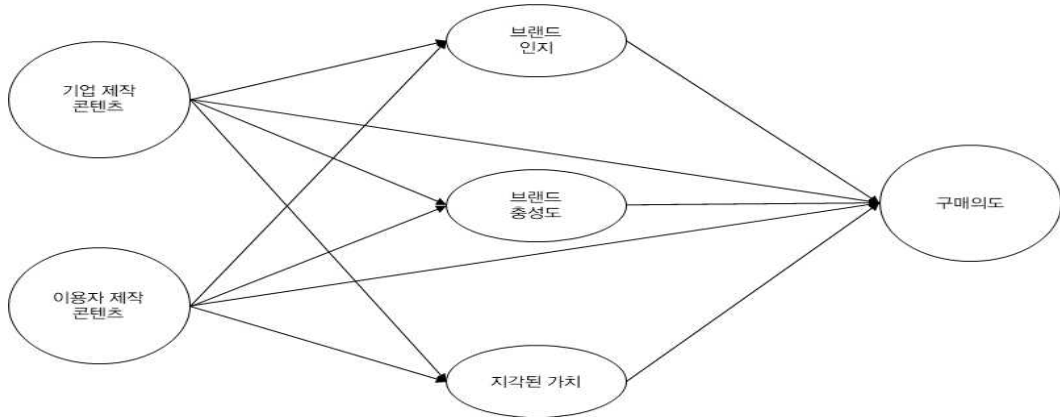 브랜드
인지
기업 제작
콘텐츠
브랜드
충성도
구매의도
이용자 제작
콘텐츠
지각된 가치